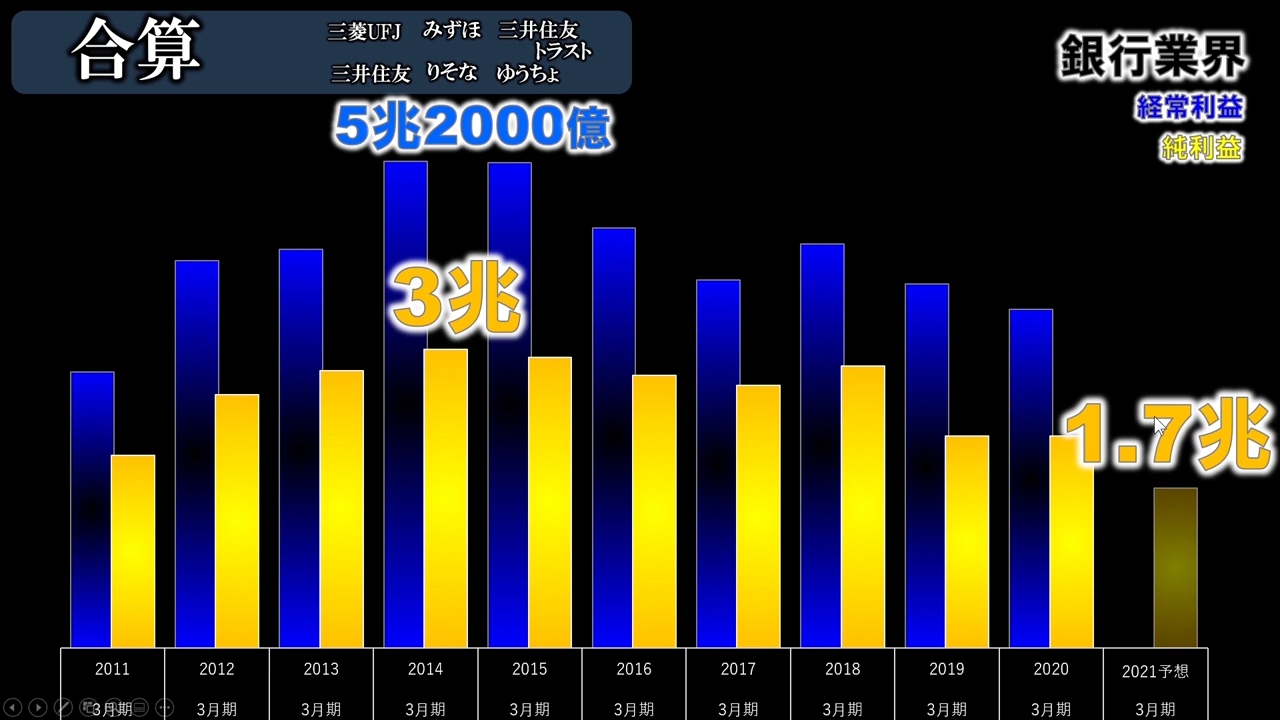 合算
三菱UFJ みずほ 三井住友トラスト
三井住友 りそな ゆうちょ
銀行業界
経常利益
純利益
5兆2000億
3兆
1.7兆
2011 2012 2013 2014 2015 2016 2017 2018 2019 2020 2021予想
3月期 3月期 3月期 3月期 3月期 3月期 3月期 3月期 3月期 3月期 3月期